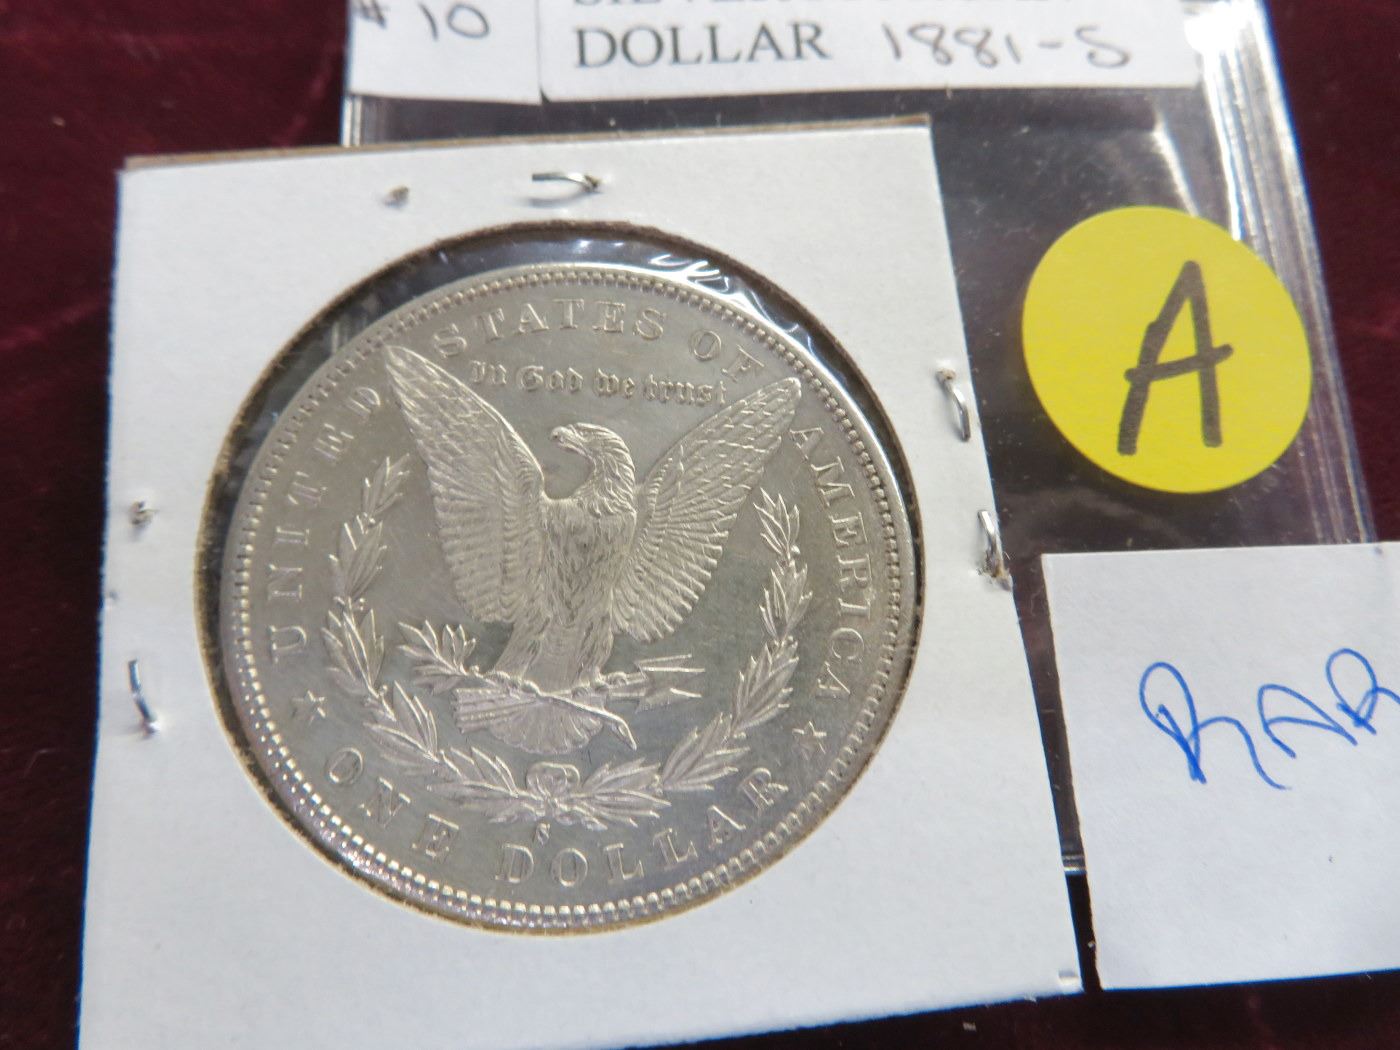 # 10
DOLLAR 1881-S
A
UNITED STATES OF AMERICA
In God we trust
ONE DOLLAR
S
RAR